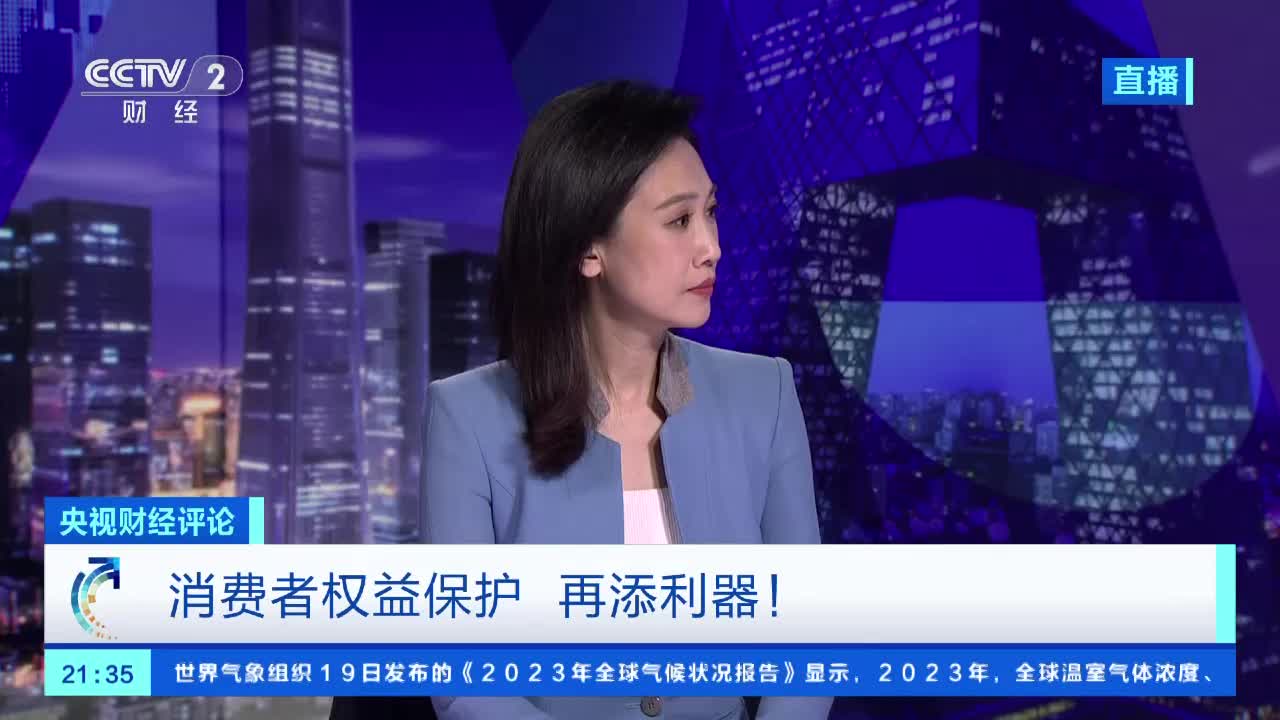 CCTV 2
财 经
直播
央视财经评论
消费者权益保护 再添利器！
21:35 世界气象组织19日发布的《2023年全球气候状况报告》显示，2023年，全球温室气体浓度、